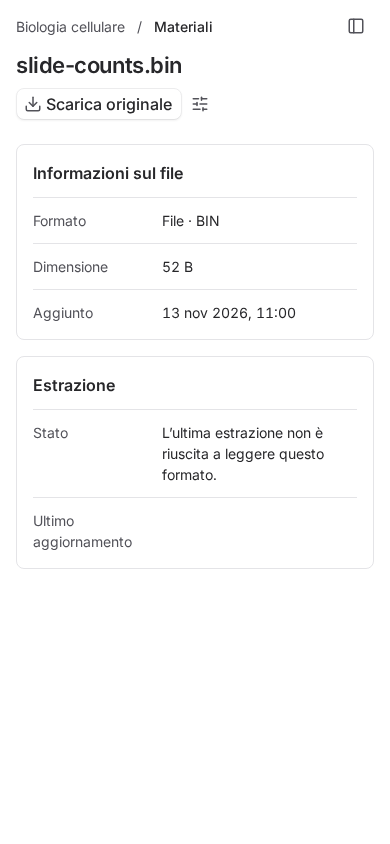 Biologia cellulare / Materiali
slide-counts.bin
Scarica originale
Informazioni sul file
Formato File · BIN
Dimensione 52 B
Aggiunto 13 nov 2026, 11:00
Estrazione
Stato L’ultima estrazione non è
riuscita a leggere questo
formato.
Ultimo
aggiornamento